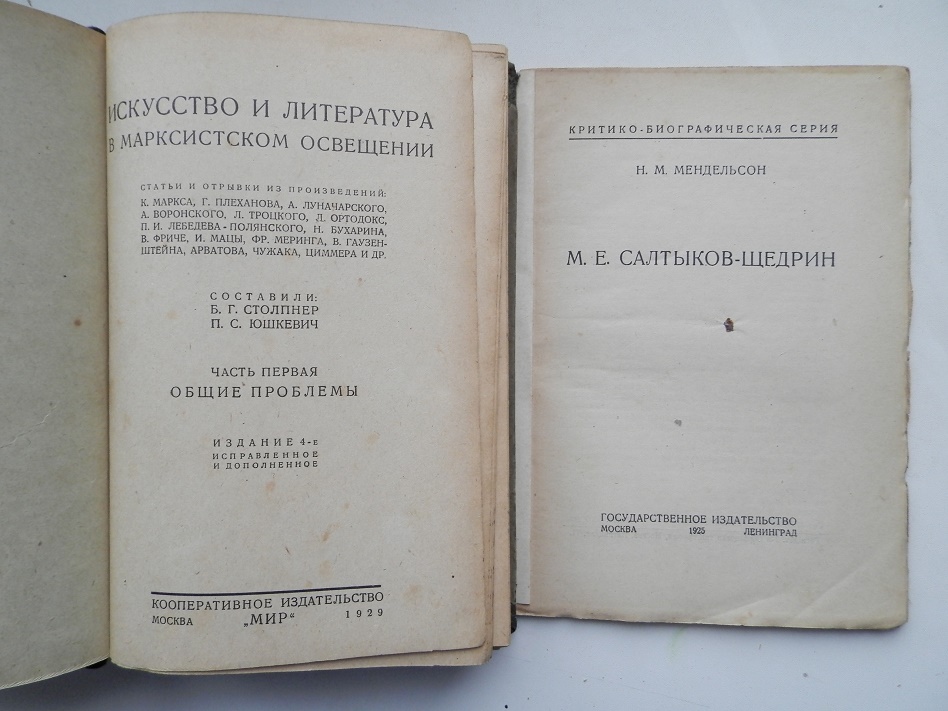 ИСКУССТВО И ЛИТЕРАТУРА
В МАРКСИСТСКОМ ОСВЕЩЕНИИ
СТАТЬИ И ОТРЫВКИ ИЗ ПРОИЗВЕДЕНИЙ:
К. МАРКСА, Г. ПЛЕХАНОВА, А. ЛУНАЧАРСКОГО,
А. ВОРОНСКОГО, Л. ТРОЦКОГО, Д. ОРТОДОКС,
П. И. ЛЕБЕДЕВА-ПОЛЯНСКОГО, Н. БУХАРИНА,
В. ФРИЧЕ, И. МАЦЫ, ФР. МЕРИНГА, В. ГАУЗЕН-
ШТЕЙНА, АРВАТОВА, ЧУЖАКА, ЦИММЕРА И ДР.
СОСТАВИЛИ:
Б. Г. СТОЛПНЕР
П. С. ЮШКЕВИЧ
ЧАСТЬ ПЕРВАЯ
ОБЩИЕ ПРОБЛЕМЫ
ИЗДАНИЕ 4-е
ИСПРАВЛЕННОЕ
И ДОПОЛНЕННОЕ
КООПЕРАТИВНОЕ ИЗДАТЕЛЬСТВО
МОСКВА „МИР“ 1929
КРИТИКО-БИОГРАФИЧЕСКАЯ СЕРИЯ
Н. М. МЕНДЕЛЬСОН
М. Е. САЛТЫКОВ-ЩЕДРИН
ГОСУДАРСТВЕННОЕ ИЗДАТЕЛЬСТВО
МОСКВА 1925 ЛЕНИНГРАД